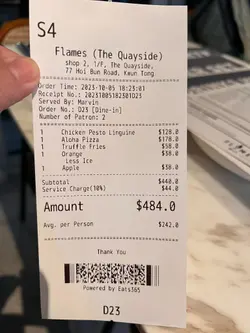 S4
Flames (The Quayside)
shop 2, 1/F, The Quayside,
77 Hoi Bun Road, Kwun Tong
Order Time: 2023-10-05 18:23:01
Receipt No.: 20231005182301D23
Served By: Marvin
Order No.: D23 [Dine-in]
Number of Patron: 2
1 Chicken Pesto Linguine $128.0
1 Aloha Pizza $178.0
1 Truffle Fries $58.0
1 Orange $38.0
Less Ice
1 Apple $38.0
Subtotal $440.0
Service Charge(10%) $44.0
Amount $484.0
Avg. per Person $242.0
Thank You
Powered by Eats365
D23